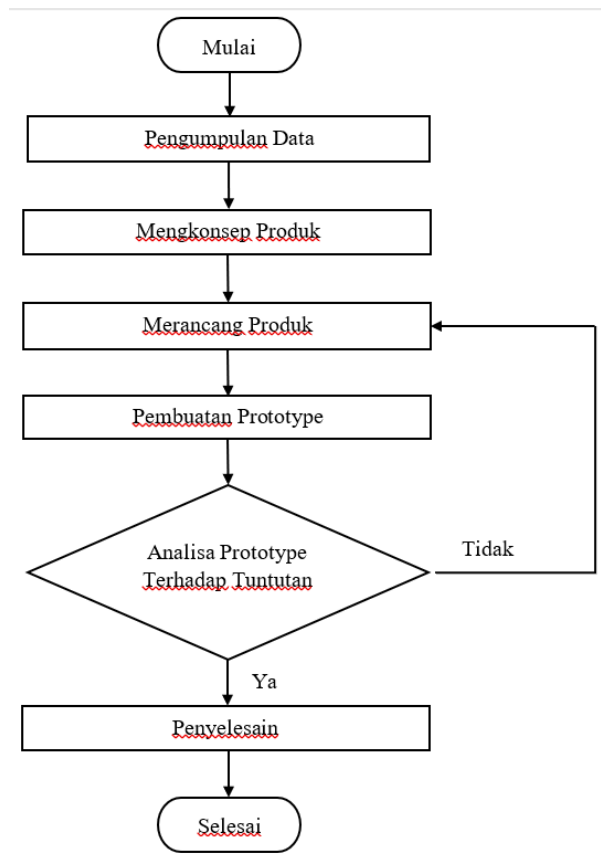 Mulai
Pengumpulan Data
Mengkonsep Produk
Merancang Produk
Pembuatan Prototype
Analisa Prototype
Terhadap Tuntutan
Tidak
Ya
Penyelesain
Selesai